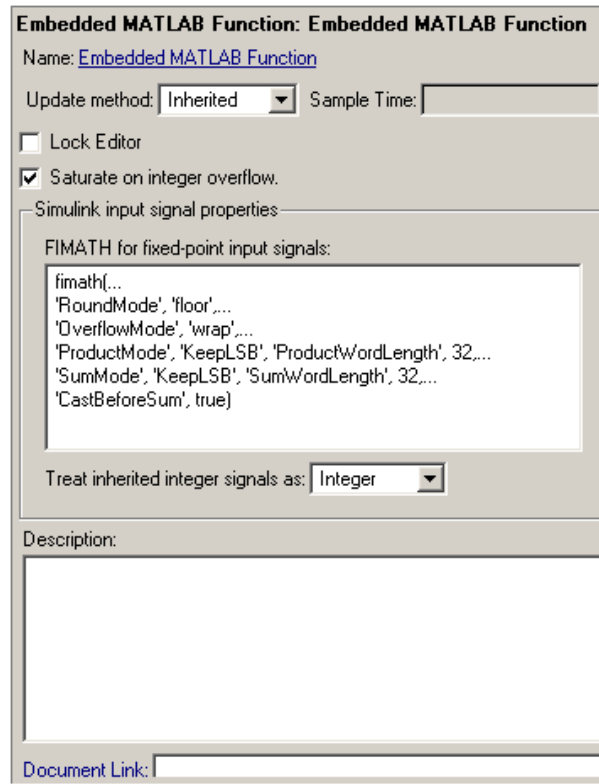 Embedded MATLAB Function: Embedded MATLAB Function
Name: Embedded MATLAB Function
Update method: Inherited Sample Time:
Lock Editor
Saturate on integer overflow.
Simulink input signal properties
FIMATH for fixed-point input signals:
fimath(...
'RoundMode', 'floor',...
'OverflowMode', 'wrap',...
'ProductMode', 'KeepLSB', 'ProductWordLength', 32,...
'SumMode', 'KeepLSB', 'SumWordLength', 32,...
'CastBeforeSum', true)
Treat inherited integer signals as: Integer
Description:
Document Link: